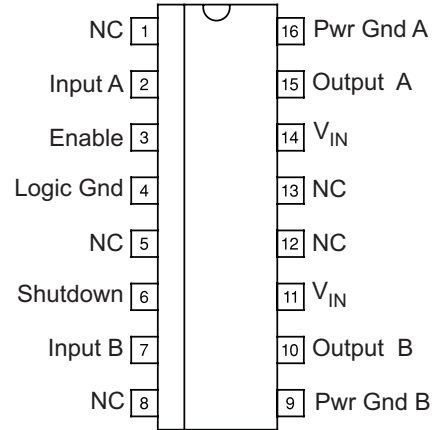 NC 1 16 Pwr Gnd A
Input A 2 15 Output A
Enable 3 14 VIN
Logic Gnd 4 13 NC
NC 5 12 NC
Shutdown 6 11 VIN
Input B 7 10 Output B
NC 8 9 Pwr Gnd B